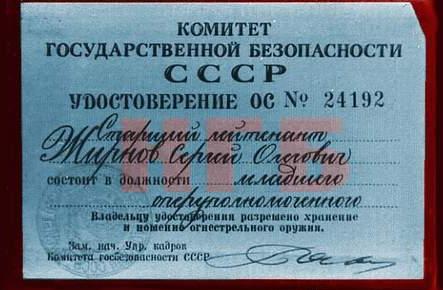 КОМИТЕТ
ГОСУДАРСТВЕННОЙ БЕЗОПАСНОСТИ
СССР
УДОСТОВЕРЕНИЕ ОС № 24192
Старший лейтенант
Жирнов Сергей Олегович
состоит в должности младшего
оперуполномоченного
Владельцу удостоверения разрешено хранение
и ношение огнестрельного оружия.
Зам. нач. Упр. кадров
Комитета госбезопасности СССР